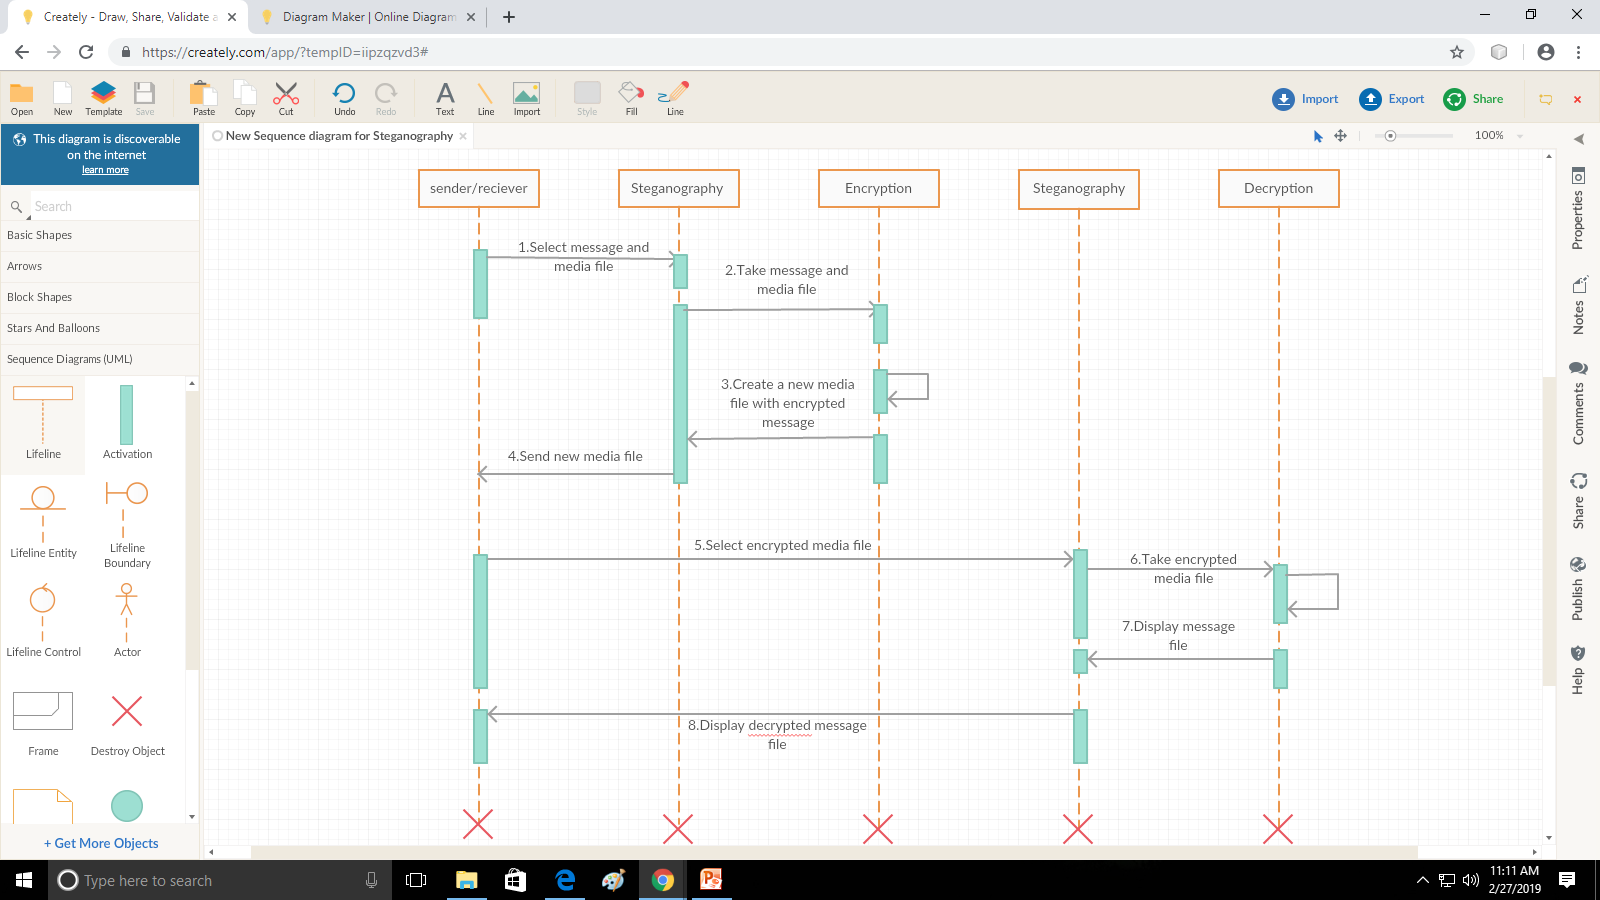 Creately - Draw, Share, Validate a
Diagram Maker | Online Diagram
https://creately.com/app/?tempID=iipzqzvd3#
Open
New
Template
Save
Paste
Copy
Cut
Undo
Redo
Text
Line
Import
Style
Fill
Line
Import
Export
Share
This diagram is discoverable
on the internet
learn more
New Sequence diagram for Steganography
100%
Search
Basic Shapes
Arrows
Block Shapes
Stars And Balloons
Sequence Diagrams (UML)
Lifeline
Activation
Lifeline Entity
Lifeline
Boundary
Lifeline Control
Actor
Frame
Destroy Object
+ Get More Objects
sender/reciever
Steganography
Encryption
Steganography
Decryption
1.Select message and
media file
2.Take message and
media file
3.Create a new media
file with encrypted
message
4.Send new media file
5.Select encrypted media file
6.Take encrypted
media file
7.Display message
file
8.Display decrypted message
file
Properties
Notes
Comments
Share
Publish
Help
Type here to search
11:11 AM
2/27/2019